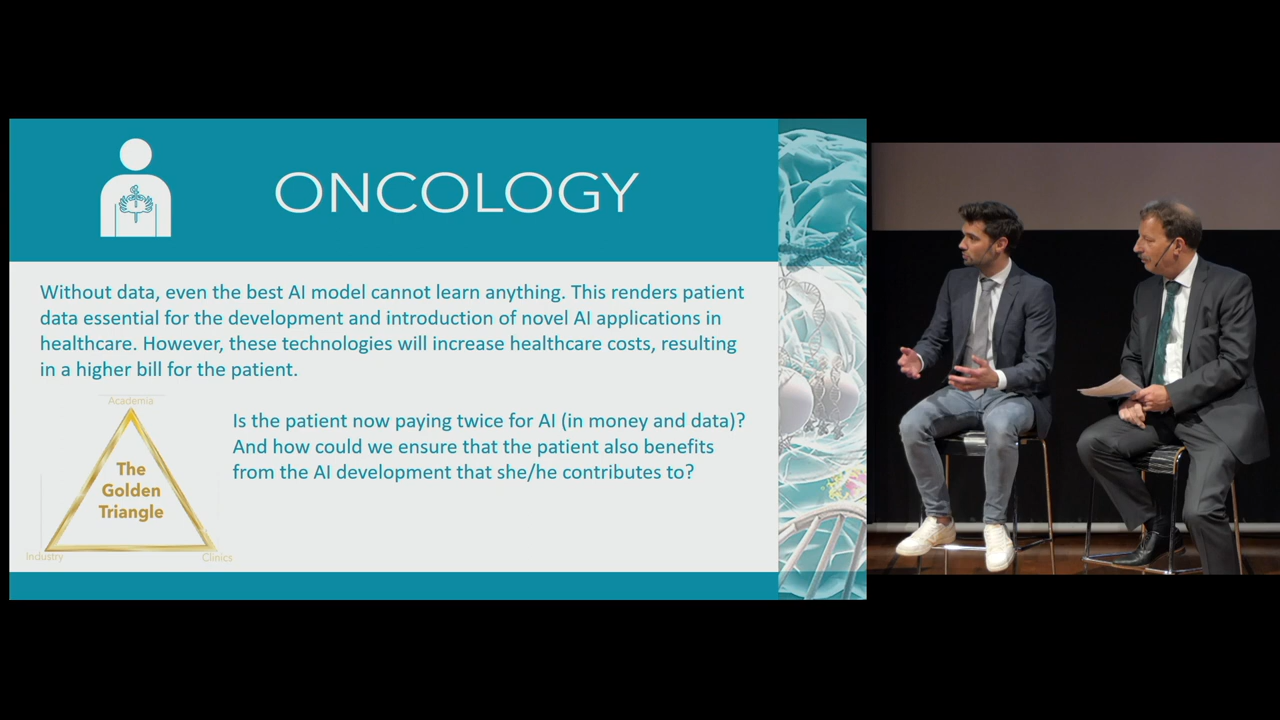 ONCOLOGY
Without data, even the best AI model cannot learn anything. This renders patient
data essential for the development and introduction of novel AI applications in
healthcare. However, these technologies will increase healthcare costs, resulting
in a higher bill for the patient.
Academia
The
Golden
Triangle
Industry
Clinics
Is the patient now paying twice for AI (in money and data)?
And how could we ensure that the patient also benefits
from the AI development that she/he contributes to?